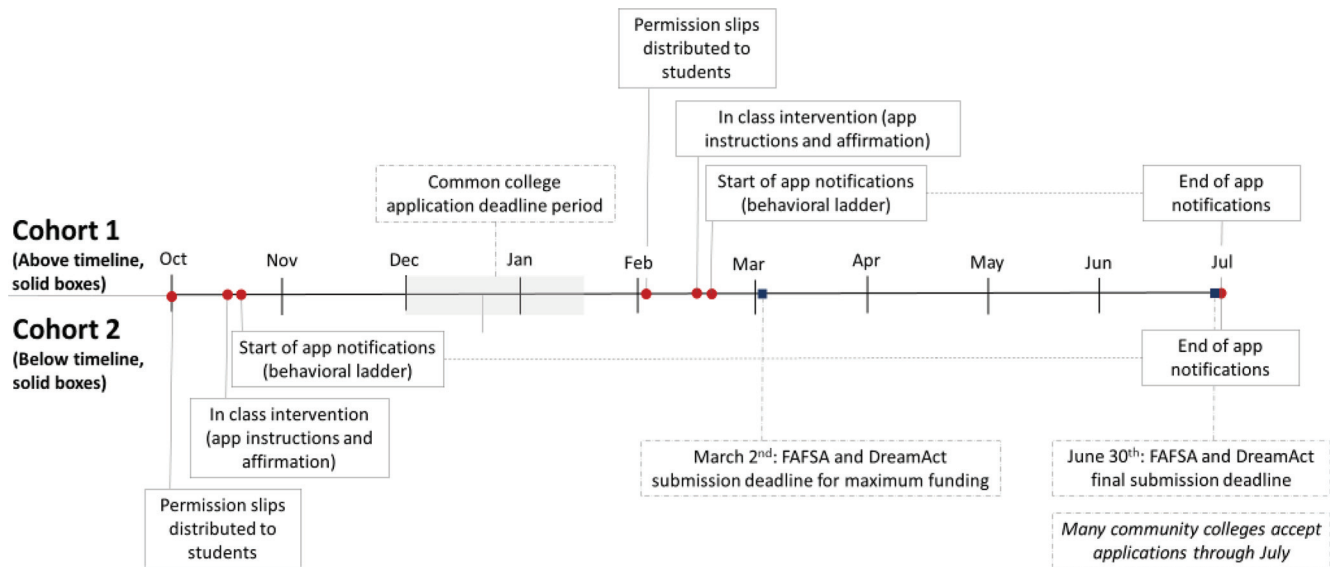 Permission slips
distributed to
students
In class intervention (app
instructions and affirmation)
Common college
application deadline period
Start of app notifications
(behavioral ladder)
End of app
notifications
Cohort 1
(Above timeline,
solid boxes)
Oct
Nov
Dec
Jan
Feb
Mar
Apr
May
Jun
Jul
Cohort 2
(Below timeline,
solid boxes)
Start of app notifications
(behavioral ladder)
End of app
notifications
In class intervention
(app instructions and
affirmation)
March 2nd: FAFSA and DreamAct
submission deadline for maximum funding
June 30th: FAFSA and DreamAct
final submission deadline
Permission slips
distributed to
students
Many community colleges accept
applications through July